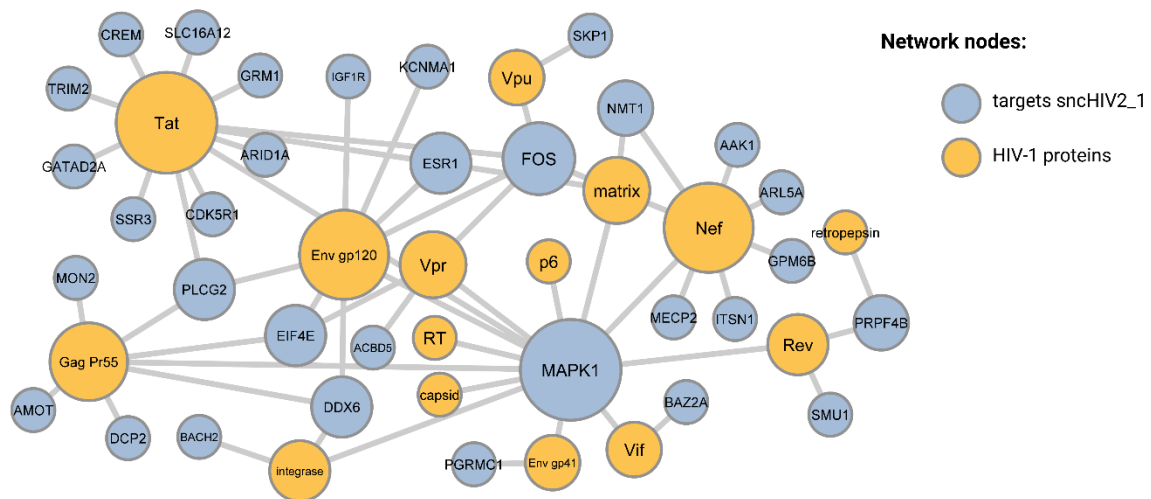 CREM
SLC16A12
SKP1
Network nodes:
TRIM2
GRM1
IGF1R
KCNMA1
Vpu
targets sncHIV2_1
NMT1
Tat
AAK1
HIV-1 proteins
GATAD2A
ARID1A
ESR1
FOS
ARL5A
matrix
SSR3
CDK5R1
Nef
retropepsin
Env gp120
Vpr
p6
GPM6B
MON2
PLCG2
MECP2
ITSN1
EIF4E
ACBD5
RT
PRPF4B
Rev
Gag Pr55
MAPK1
capsid
DDX6
BAZ2A
AMOT
DCP2
BACH2
SMU1
integrase
PGRMC1
Env gp41
Vif